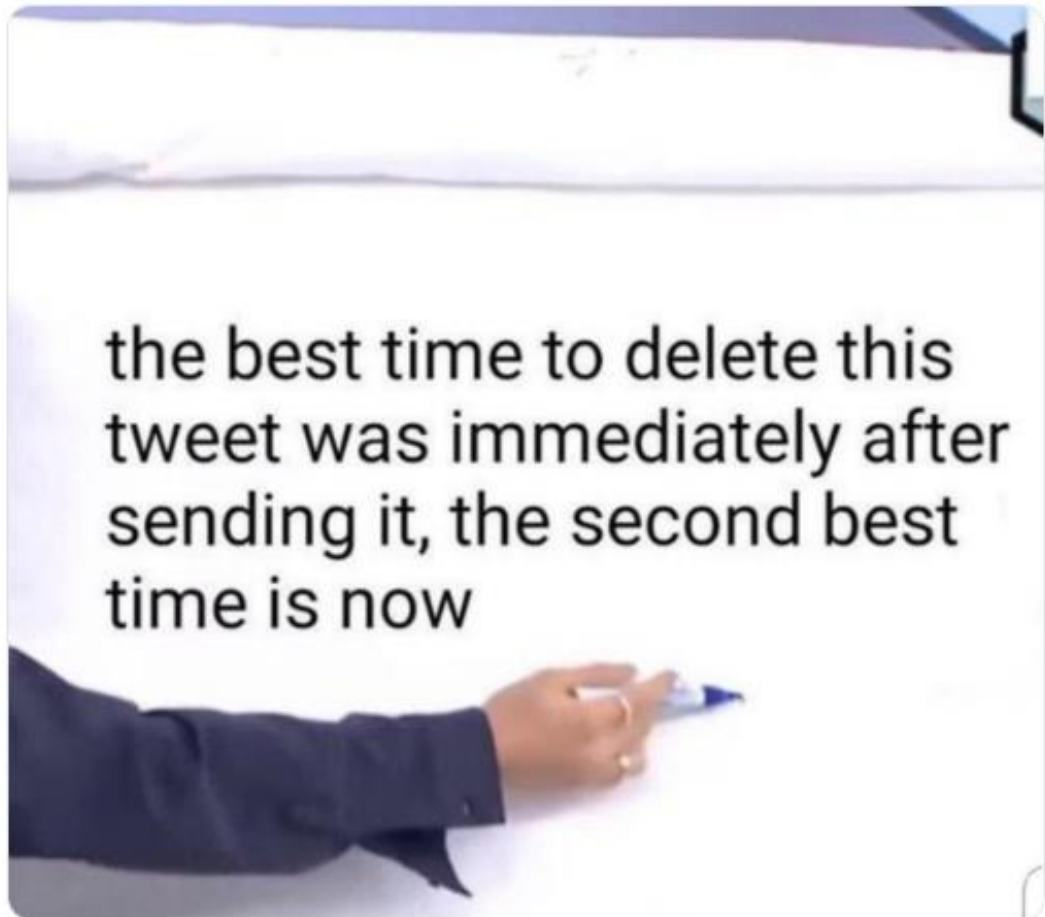 the best time to delete this
tweet was immediately after
sending it, the second best
time is now